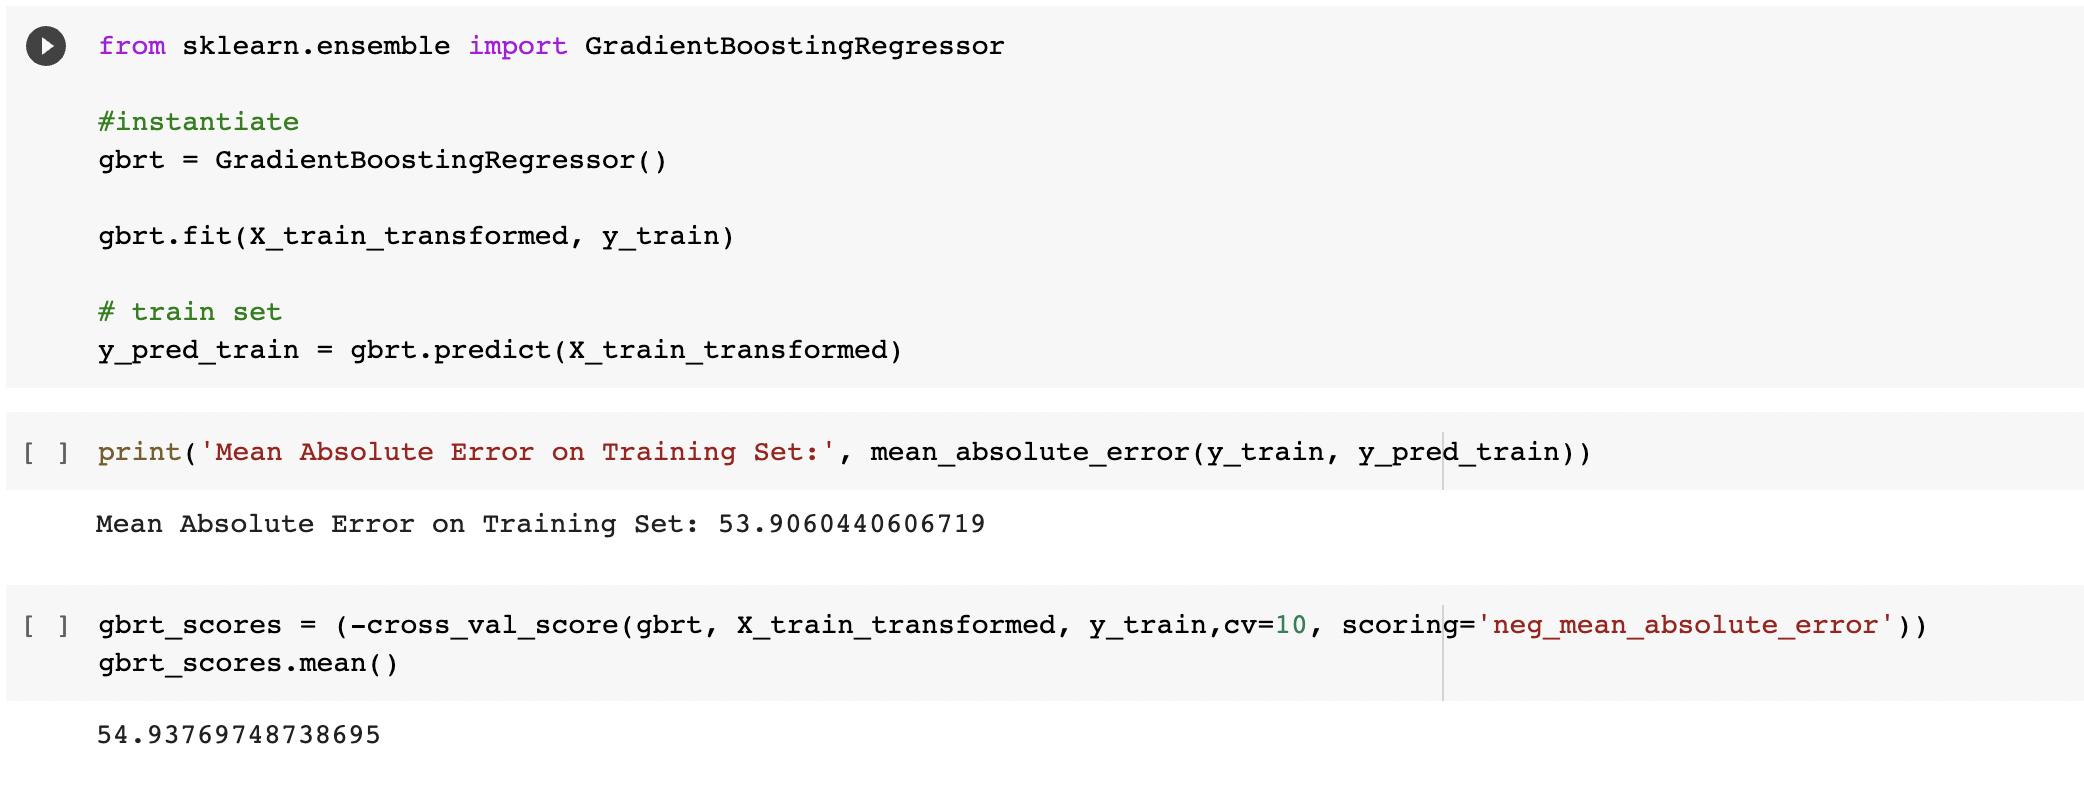 from sklearn.ensemble import GradientBoostingRegressor
#instantiate
gbrt = GradientBoostingRegressor()
gbrt.fit(X_train_transformed, y_train)
# train set
y_pred_train = gbrt.predict(X_train_transformed)
[ ] print('Mean Absolute Error on Training Set:', mean_absolute_error(y_train, y_pred_train))
Mean Absolute Error on Training Set: 53.9060440606719
[ ] gbrt_scores = (-cross_val_score(gbrt, X_train_transformed, y_train,cv=10, scoring='neg_mean_absolute_error'))
gbrt_scores.mean()
54.93769748738695